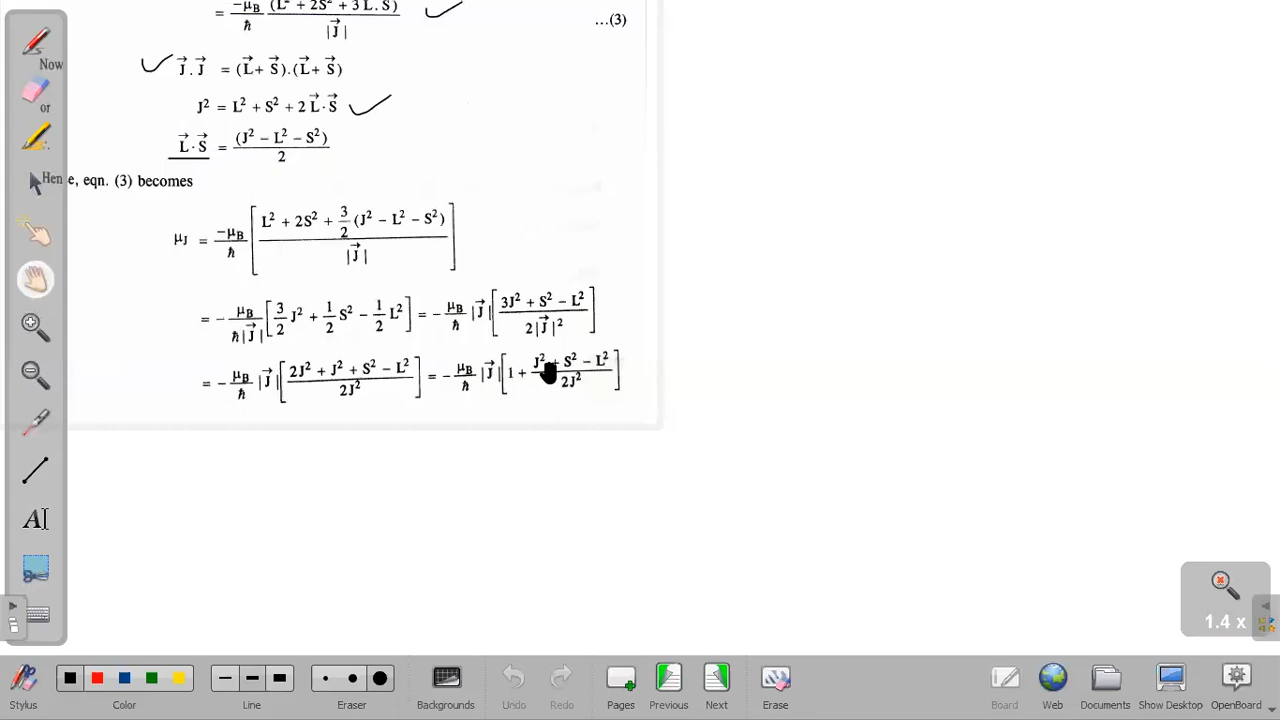 = −μB/ħ (L² + 2S² + 3 L.S)/|J⃗| ...(3)
Now J⃗ . J⃗ = (L⃗ + S⃗).(L⃗ + S⃗)
or J² = L² + S² + 2 L⃗ · S⃗
L⃗ · S⃗ = (J² − L² − S²)/2
Hen e, eqn. (3) becomes
μJ = −μB/ħ [(L² + 2S² + 3/2 (J² − L² − S²))/|J⃗|]
= − μB/ħ|J⃗| [3/2 J² + 1/2 S² − 1/2 L²] = − μB/ħ |J⃗| [(3J² + S² − L²)/2|J⃗|²]
= − μB/ħ |J⃗| [(2J² + J² + S² − L²)/2J²] = − μB/ħ |J⃗| [1 + (J² + S² − L²)/2J²]
1.4 x
Color Line Eraser Backgrounds Undo Redo Pages Previous Next Erase Board Web Documents Show Desktop OpenBoard